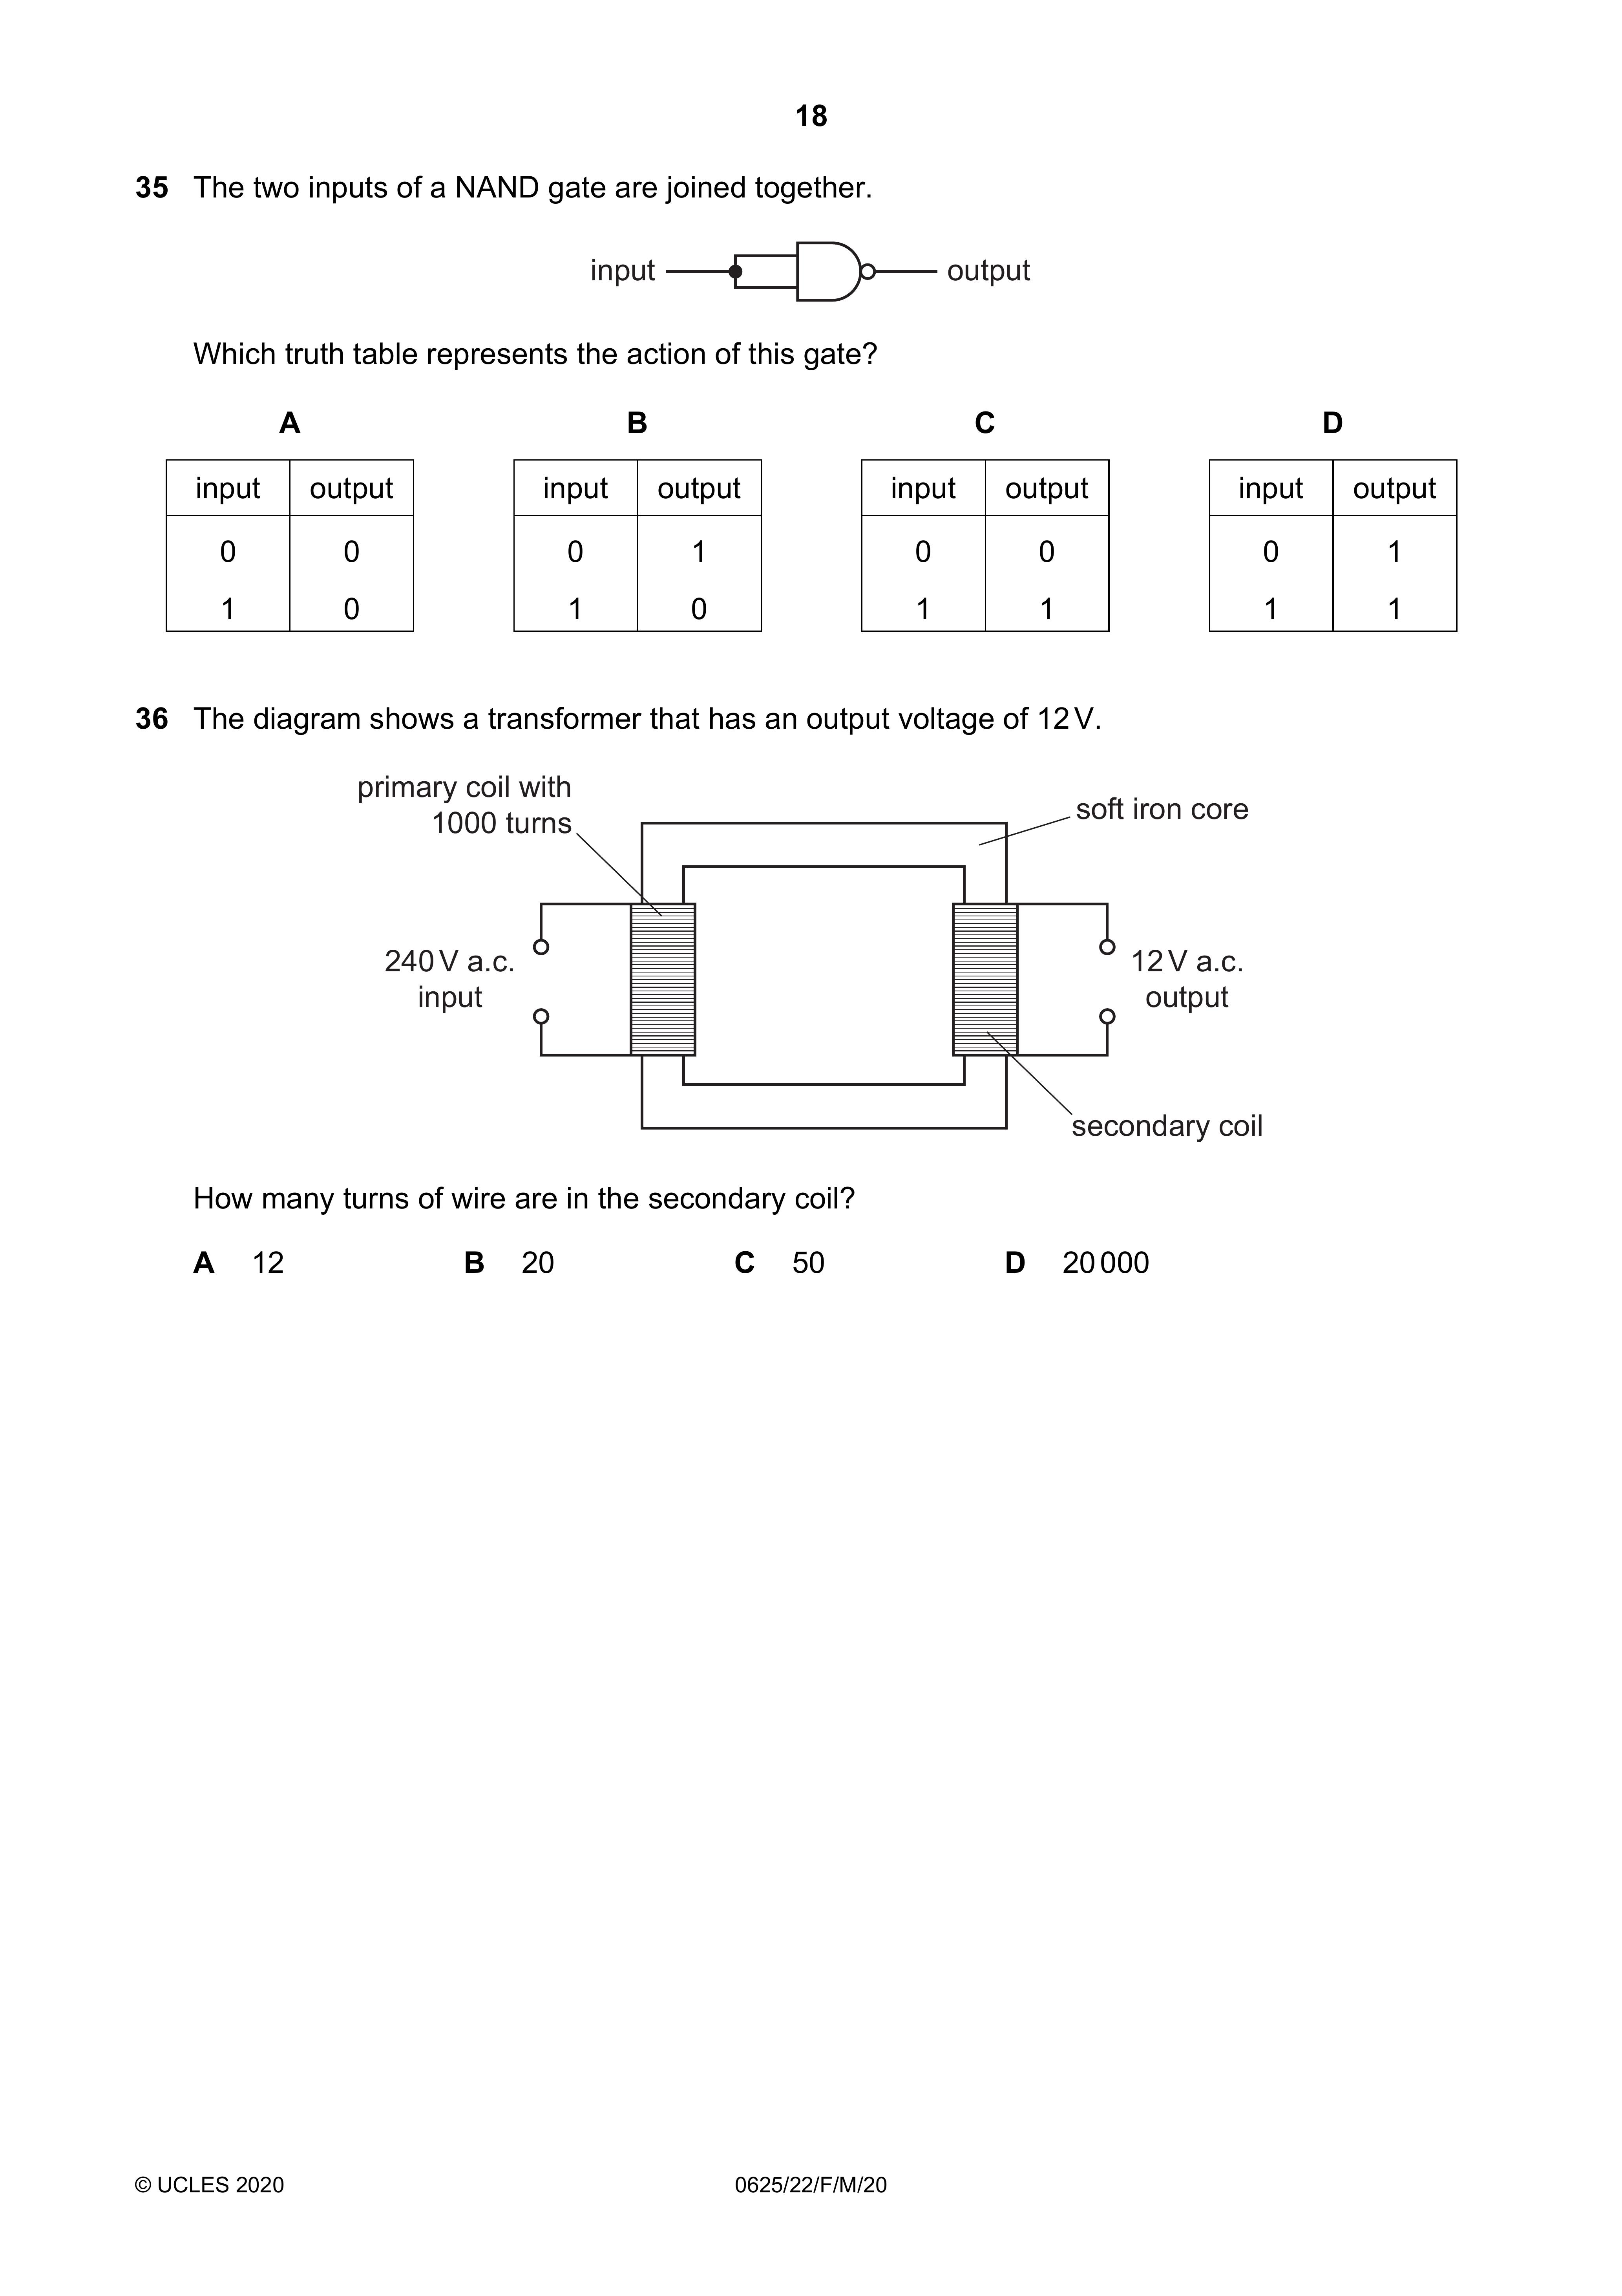 18
35 The two inputs of a NAND gate are joined together.
input output
Which truth table represents the action of this gate?
A B C D
input output input output input output input output
0 0 0 1 0 0 0 1
1 0 1 0 1 1 1 1
36 The diagram shows a transformer that has an output voltage of 12 V.
primary coil with
1000 turns
soft iron core
240 V a.c.
input
12 V a.c.
output
secondary coil
How many turns of wire are in the secondary coil?
A 12 B 20 C 50 D 20 000
© UCLES 2020 0625/22/F/M/20